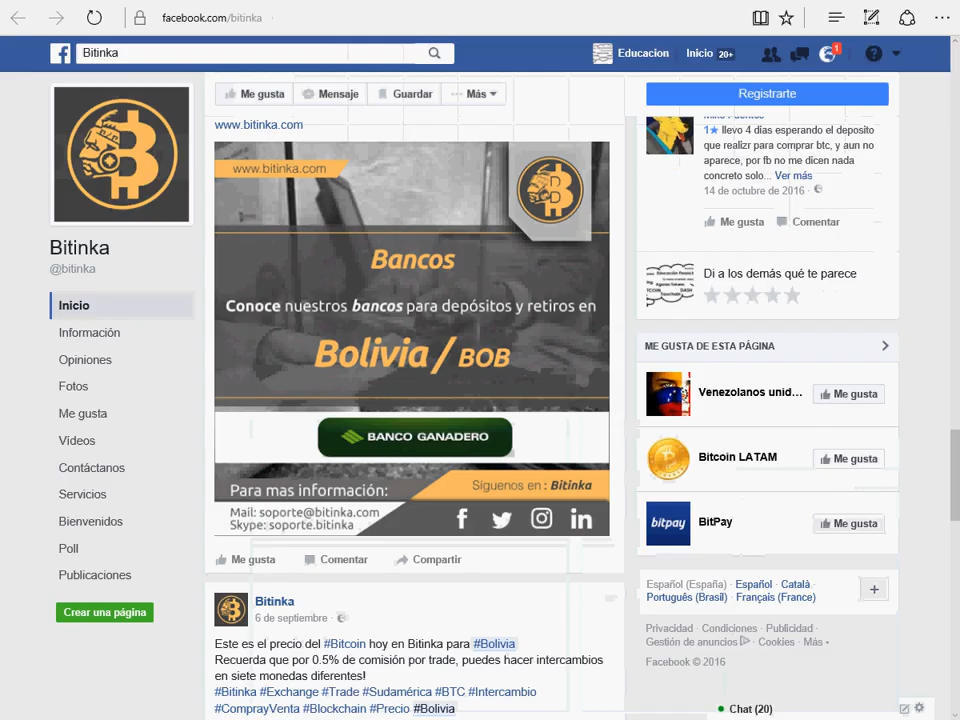 facebook.com/bitinka
Bitinka
Educacion
Inicio 20+
1
?
Me gusta
Mensaje
Guardar
··· Más
Registrarte
www.bitinka.com
www.bitinka.com
Bancos
Conoce nuestros bancos para depósitos y retiros en
Bolivia / BOB
BANCO GANADERO
Para mas información:
Síguenos en : Bitinka
Mail: soporte@bitinka.com
Skype: soporte.bitinka
Me gusta
Comentar
Compartir
Bitinka
6 de septiembre ·
Este es el precio del #Bitcoin hoy en Bitinka para #Bolivia
Recuerda que por 0.5% de comisión por trade, puedes hacer intercambios
en siete monedas diferentes!
#Bitinka #Exchange #Trade #Sudamérica #BTC #Intercambio
#ComprayVenta #Blockchain #Precio #Bolivia
Bitinka
@bitinka
Inicio
Información
Opiniones
Fotos
Me gusta
Vídeos
Contáctanos
Servicios
Bienvenidos
Poll
Publicaciones
Crear una página
1★ llevo 4 dias esperando el deposito
que realizr para comprar btc, y aun no
aparece, por fb no me dicen nada
concreto solo... Ver más
14 de octubre de 2016 ·
Me gusta
Comentar
Di a los demás qué te parece
ME GUSTA DE ESTA PÁGINA
Venezolanos unid...
Me gusta
Bitcoin LATAM
Me gusta
bitpay
BitPay
Me gusta
Español (España) · Español · Català ·
Português (Brasil) · Français (France)
+
Privacidad · Condiciones · Publicidad ·
Gestión de anuncios · Cookies · Más
Facebook © 2016
Chat (20)